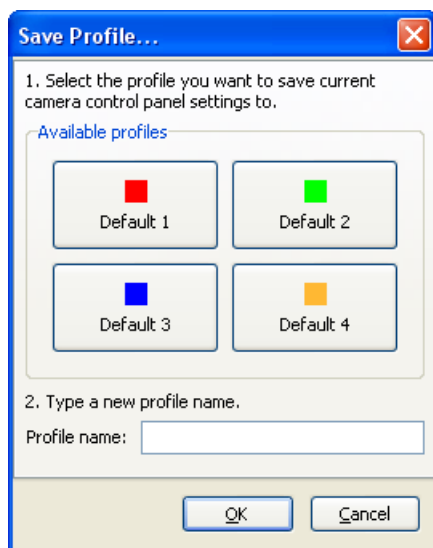 Save Profile...
1. Select the profile you want to save current
camera control panel settings to.
Available profiles
Default 1
Default 2
Default 3
Default 4
2. Type a new profile name.
Profile name:
OK
Cancel